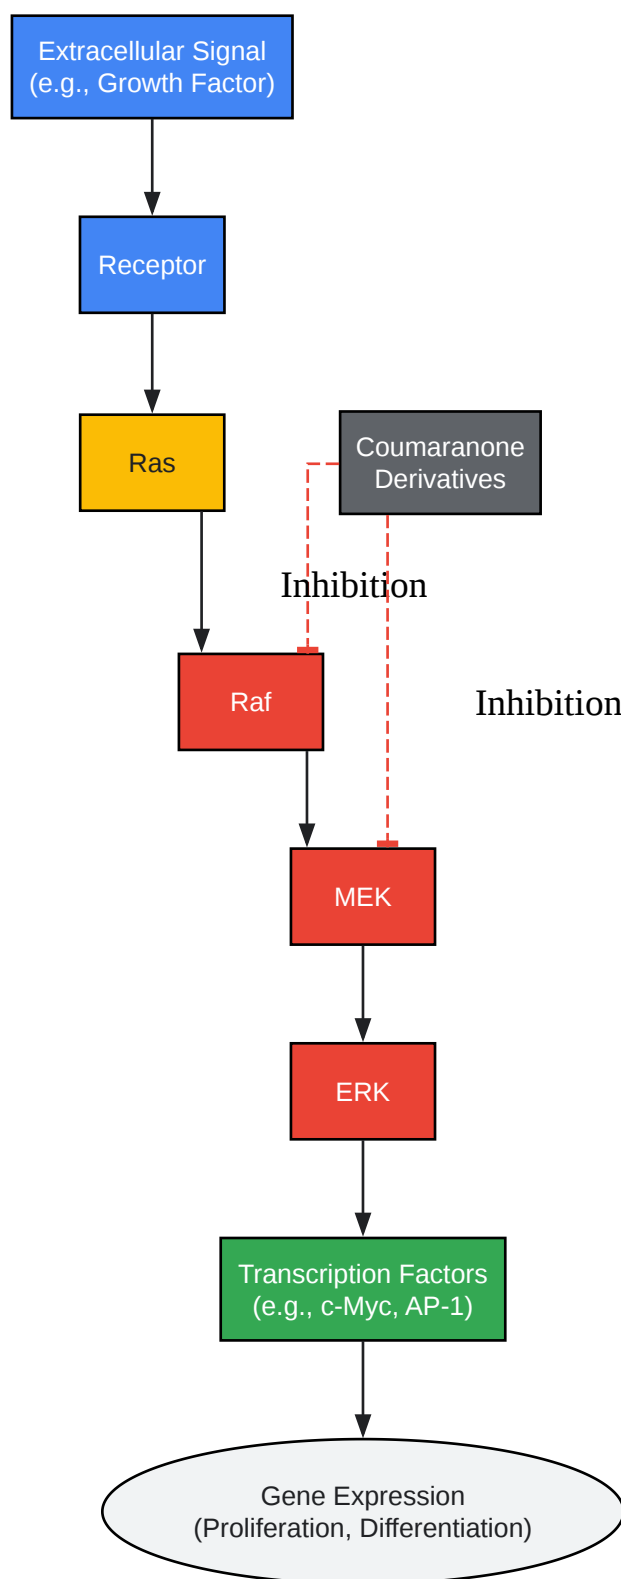 Extracellular Signal
(e.g., Growth Factor)
Receptor
Ras
Coumaranone
Derivatives
Inhibition
Raf
Inhibition
MEK
ERK
Transcription Factors
(e.g., c-Myc, AP-1)
Gene Expression
(Proliferation, Differentiation)